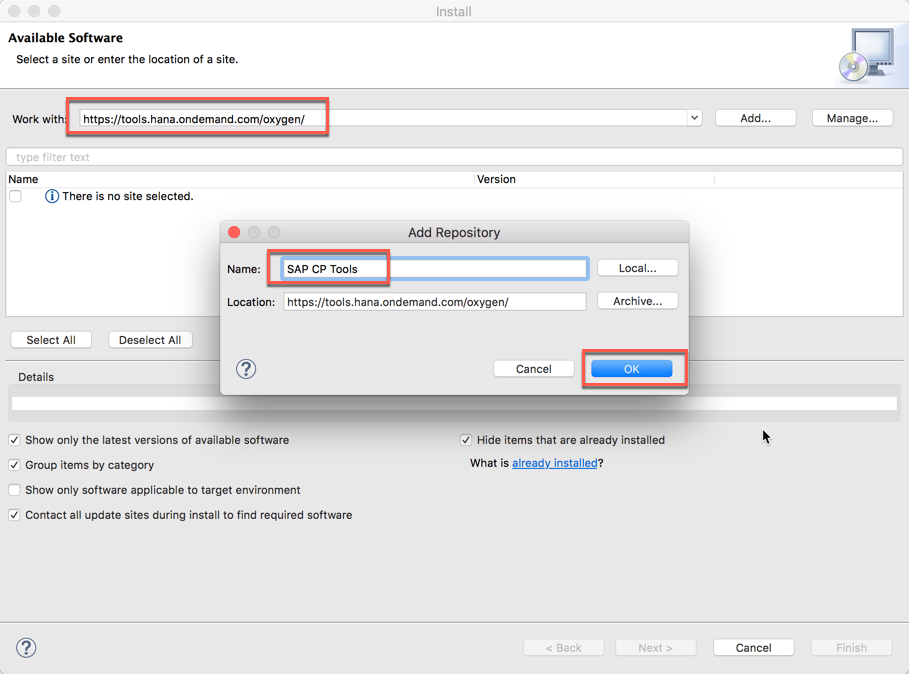 Install
Available Software
Select a site or enter the location of a site.
Work with: https://tools.hana.ondemand.com/oxygen/ Add... Manage...
type filter text
Name Version
There is no site selected.
Add Repository
Name: SAP CP Tools Local...
Location: https://tools.hana.ondemand.com/oxygen/ Archive...
? Cancel OK
Select All Deselect All
Details
Show only the latest versions of available software
Hide items that are already installed
Group items by category
What is already installed?
Show only software applicable to target environment
Contact all update sites during install to find required software
? < Back Next > Cancel Finish